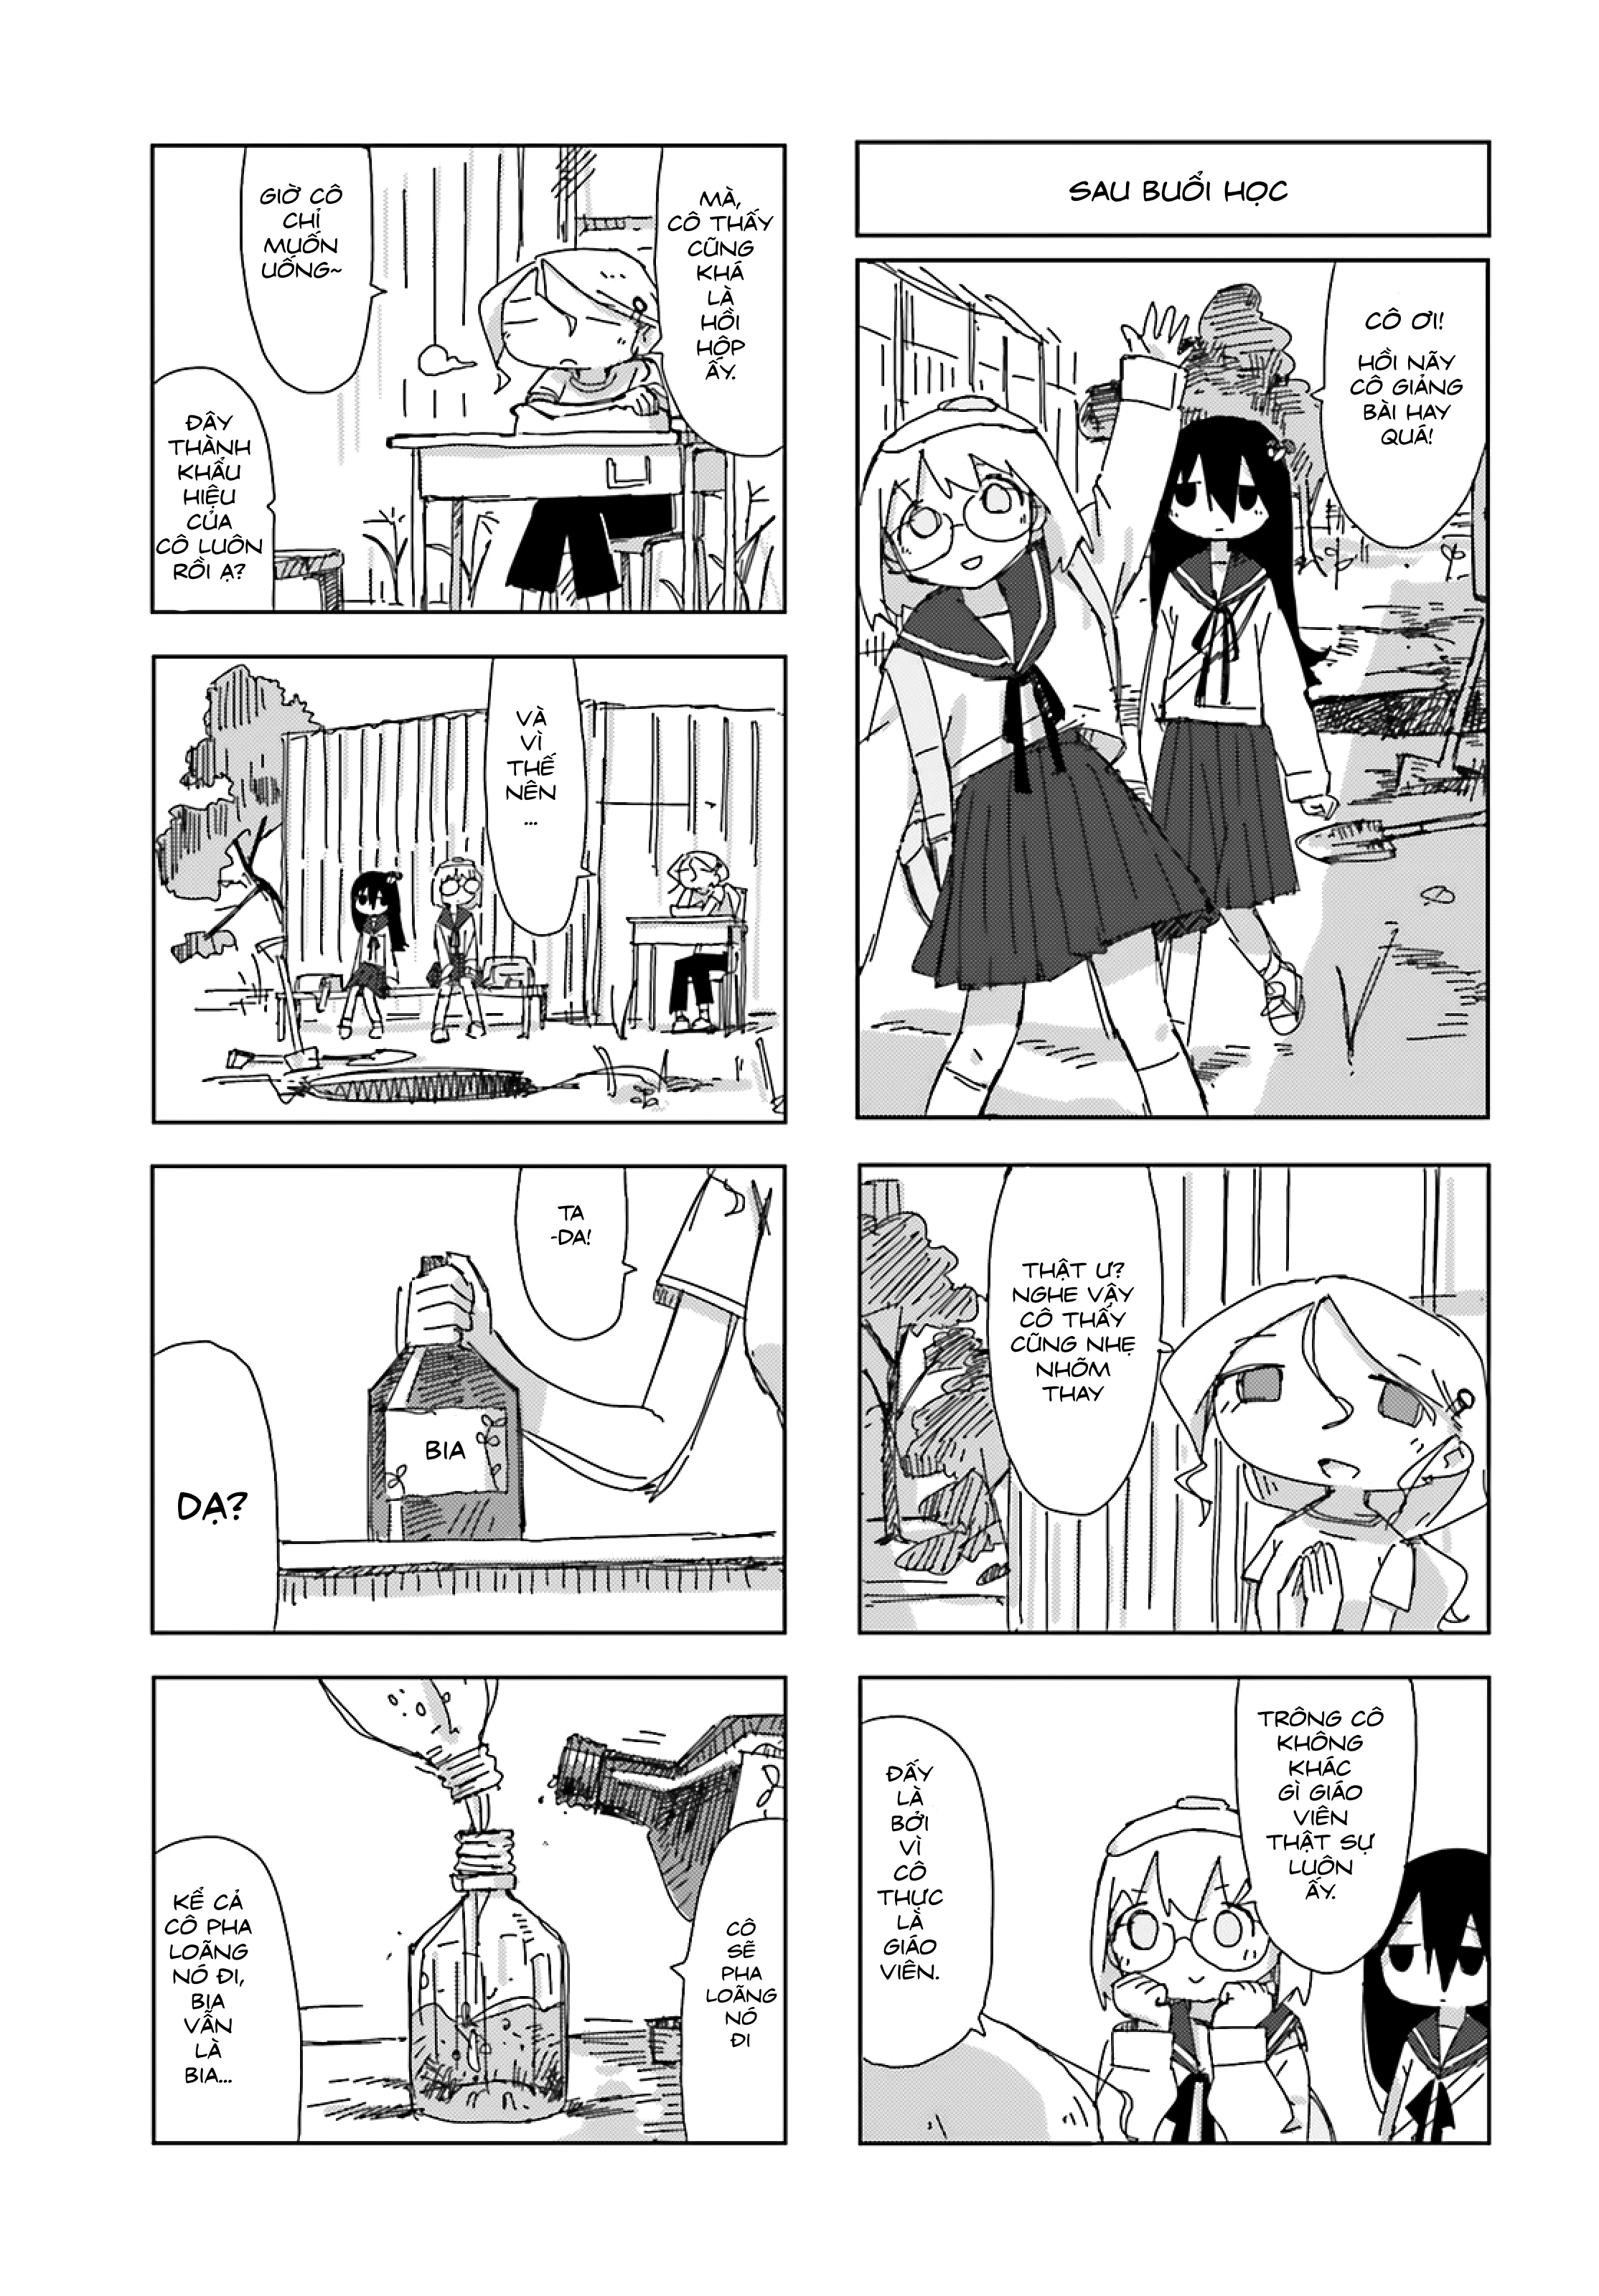 SAU BUỔI HỌC
CÔ ƠI!
HỒI NÃY
CÔ GIẢNG
BÀI HAY
QUÁ!
THẬT Ư?
NGHE VẬY
CÔ THẤY
CŨNG NHẸ
NHÕM
THAY
TRÔNG CÔ
KHÔNG
KHÁC
GÌ GIÁO
VIÊN
THẬT SỰ
LUÔN
ẤY.
ĐẤY
LÀ
BỞI
VÌ
CÔ
THỰC
LÀ
GIÁO
VIÊN.
MÀ,
CÔ THẤY
CŨNG
KHÁ
LÀ
HỒI
HỘP
ẤY.
GIỜ CÔ
CHỈ
MUỐN
UỐNG~
ĐÂY
THÀNH
KHẨU
HIỆU
CỦA
CÔ LUÔN
RỒI Ạ?
VÀ
VÌ
THẾ
NÊN
...
TA
-DA!
BIA
DẠ?
CÔ
SẼ
PHA
LOÃNG
NÓ
ĐI
KỂ CẢ
CÔ PHA
LOÃNG
NÓ ĐI,
BIA
VẪN
LÀ
BIA...